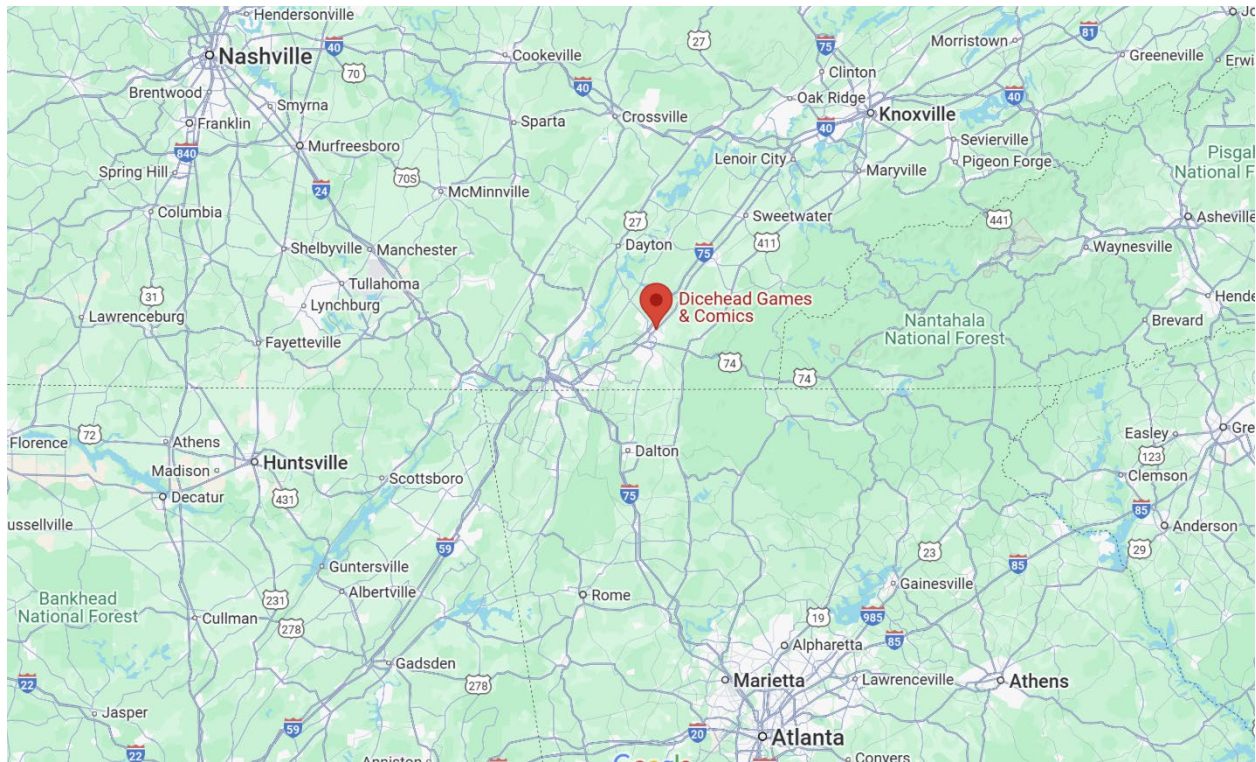 Hendersonville
Nashville
40
70
Cookeville
27
75
Morristown
81
Greeneville
Erwi
Brentwood
Smyrna
40
Clinton
Oak Ridge
40
40
Franklin
Sparta
Crossville
Knoxville
Murfreesboro
840
Lenoir City
Sevierville
Pigeon Forge
Spring Hill
24
70S
McMinnville
Maryville
Pisgah
National F
Columbia
27
Sweetwater
441
Asheville
Shelbyville
Manchester
Dayton
75
411
Waynesville
Tullahoma
31
Lynchburg
Dicehead Games
& Comics
Hende
Lawrenceburg
Nantahala
National Forest
Brevard
Fayetteville
74
74
Florence
72
Athens
Dalton
Easley
Gre
Madison
Huntsville
Scottsboro
123
Clemson
Decatur
431
75
85
ussellville
59
23
85
29
Anderson
Guntersville
Gainesville
Bankhead
National Forest
231
Albertville
Rome
19
985
Cullman
278
Alpharetta
85
Gadsden
22
278
Marietta
Lawrenceville
Athens
Jasper
59
20
Atlanta
22